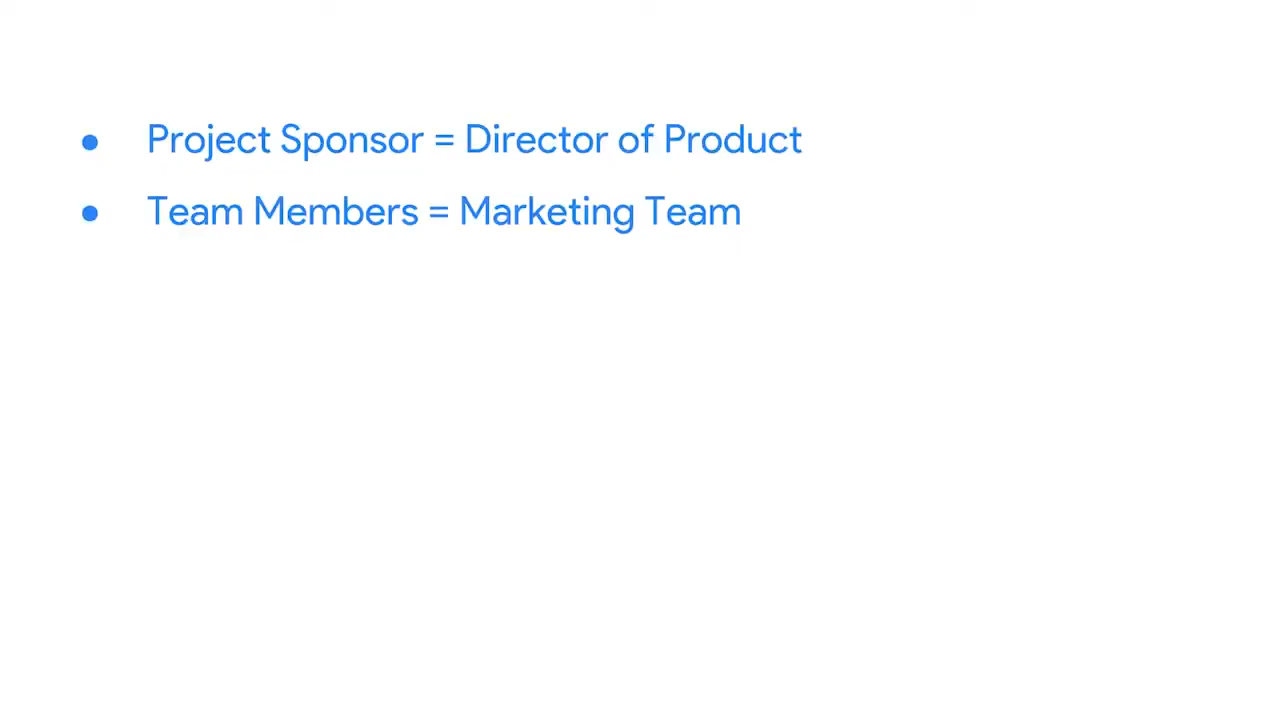 ● Project Sponsor = Director of Product
● Team Members = Marketing Team